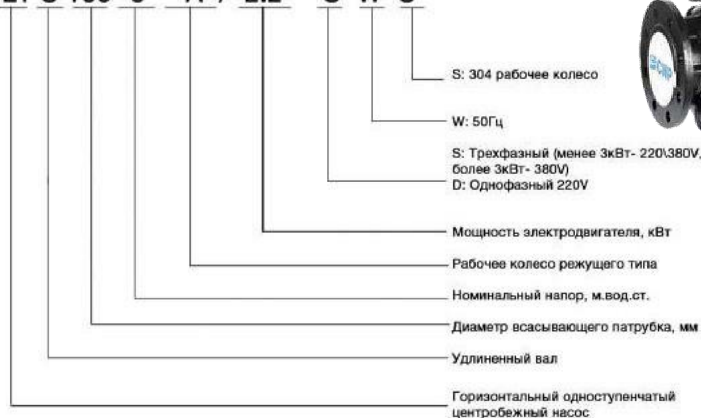 S: 304 рабочее колесо
CNP
W: 50Гц
S: Трехфазный (менее 3кВт- 220\380V,
более 3кВт- 380V)
D: Однофазный 220V
Мощность электродвигателя, кВт
Рабочее колесо режущего типа
Номинальный напор, м.вод.ст.
Диаметр всасывающего патрубка, мм
Удлиненный вал
Горизонтальный одноступенчатый
центробежный насос